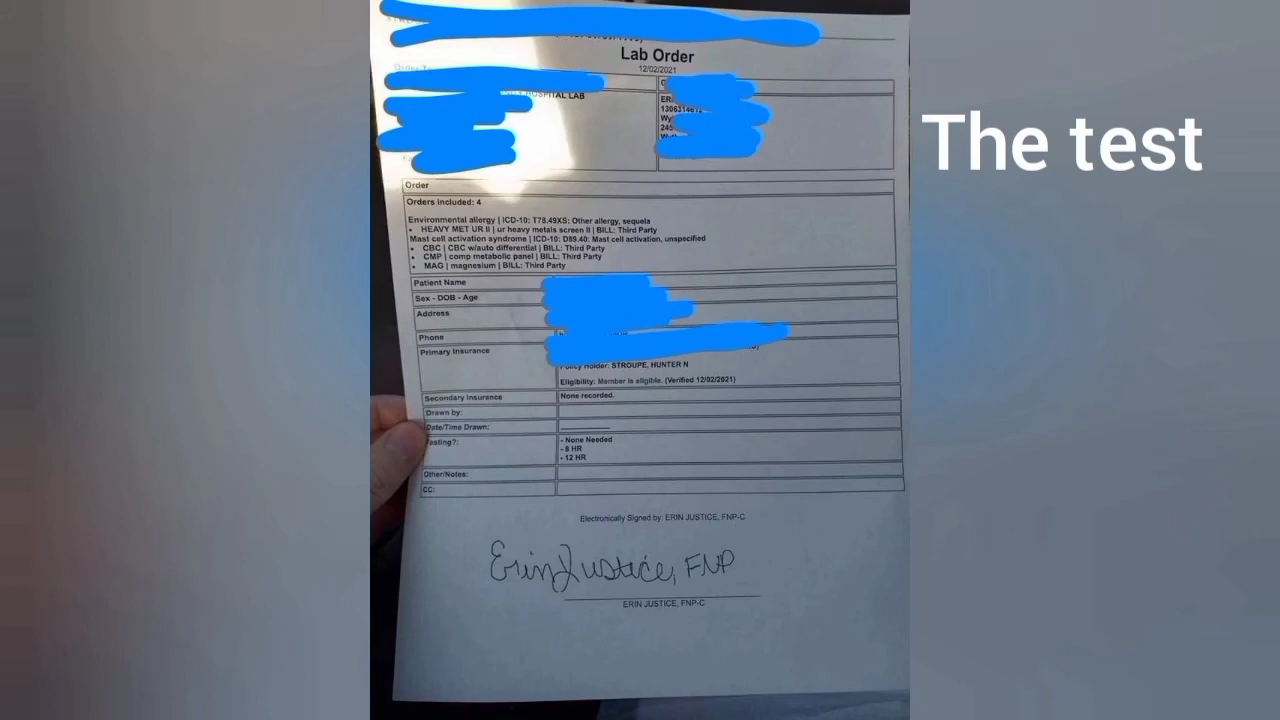 Lab Order
12/02/2021
HOSPITAL LAB
The test
Order
Orders included: 4
Environmental allergy | ICD-10: T78.49XS: Other allergy, sequela
• HEAVY MET UR II | ur heavy metals screen II | BILL: Third Party
Mast cell activation syndrome | ICD-10: D89.40: Mast cell activation, unspecified
• CBC | CBC w/auto differential | BILL: Third Party
• CMP | comp metabolic panel | BILL: Third Party
• MAG | magnesium | BILL: Third Party
Patient Name
Sex - DOB - Age
Address
Phone
Primary Insurance
Policy Holder: STROUPE, HUNTER N
Eligibility: Member is eligible. (Verified 12/02/2021)
Secondary Insurance None recorded.
Drawn by:
Date/Time Drawn:
Fasting?: - None Needed
- 8 HR
- 12 HR
Other/Notes:
CC:
Electronically Signed by: ERIN JUSTICE, FNP-C
Erin Justice, FNP
ERIN JUSTICE, FNP-C